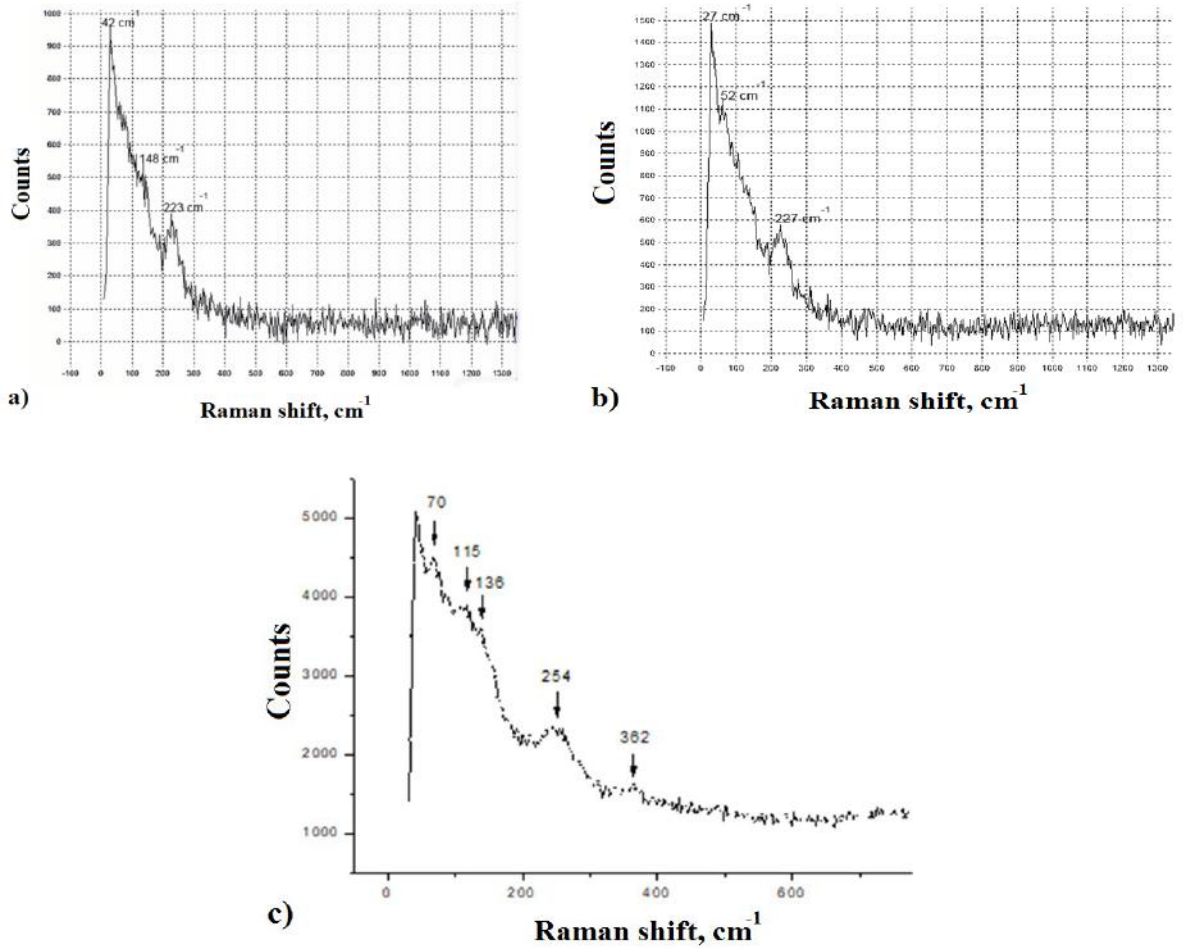 a)
1000
900
800
700
600
500
400
300
200
100
0
42 cm⁻¹
148 cm⁻¹
223 cm⁻¹
-100 0 100 200 300 400 500 600 700 800 900 1000 1100 1200 1300
Counts
Raman shift, cm⁻¹
b)
1500
1400
1300
1200
1100
1000
900
800
700
600
500
400
300
200
100
0
27 cm⁻¹
52 cm⁻¹
227 cm⁻¹
-100 0 100 200 300 400 500 600 700 800 900 1000 1100 1200 1300
Counts
Raman shift, cm⁻¹
c)
5000
4000
3000
2000
1000
70
115
136
254
362
0 200 400 600
Counts
Raman shift, cm⁻¹